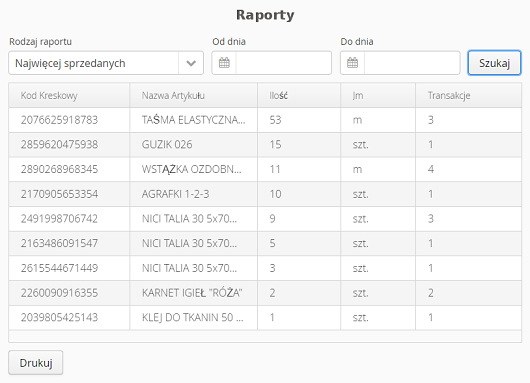 Raporty
Rodzaj raportu Od dnia Do dnia
Najwięcej sprzedanych Szukaj
Kod Kreskowy Nazwa Artykułu Ilość Jm Transakcje
2076625918783 TAŚMA ELASTYCZNA... 53 m 3
2859620475938 GUZIK 026 15 szt. 1
2890268968345 WSTĄŻKA OZDOBN... 11 m 4
2170905653354 AGRAFKI 1-2-3 10 szt. 1
2491998706742 NICI TALIA 30 5x70... 9 szt. 3
2163486091547 NICI TALIA 30 5x70... 5 szt. 1
2615544671449 NICI TALIA 30 5x70... 3 szt. 1
2260090916355 KARNET IGIEŁ "RÓŻA" 2 szt. 2
2039805425143 KLEJ DO TKANIN 50 ... 1 szt. 1
Drukuj